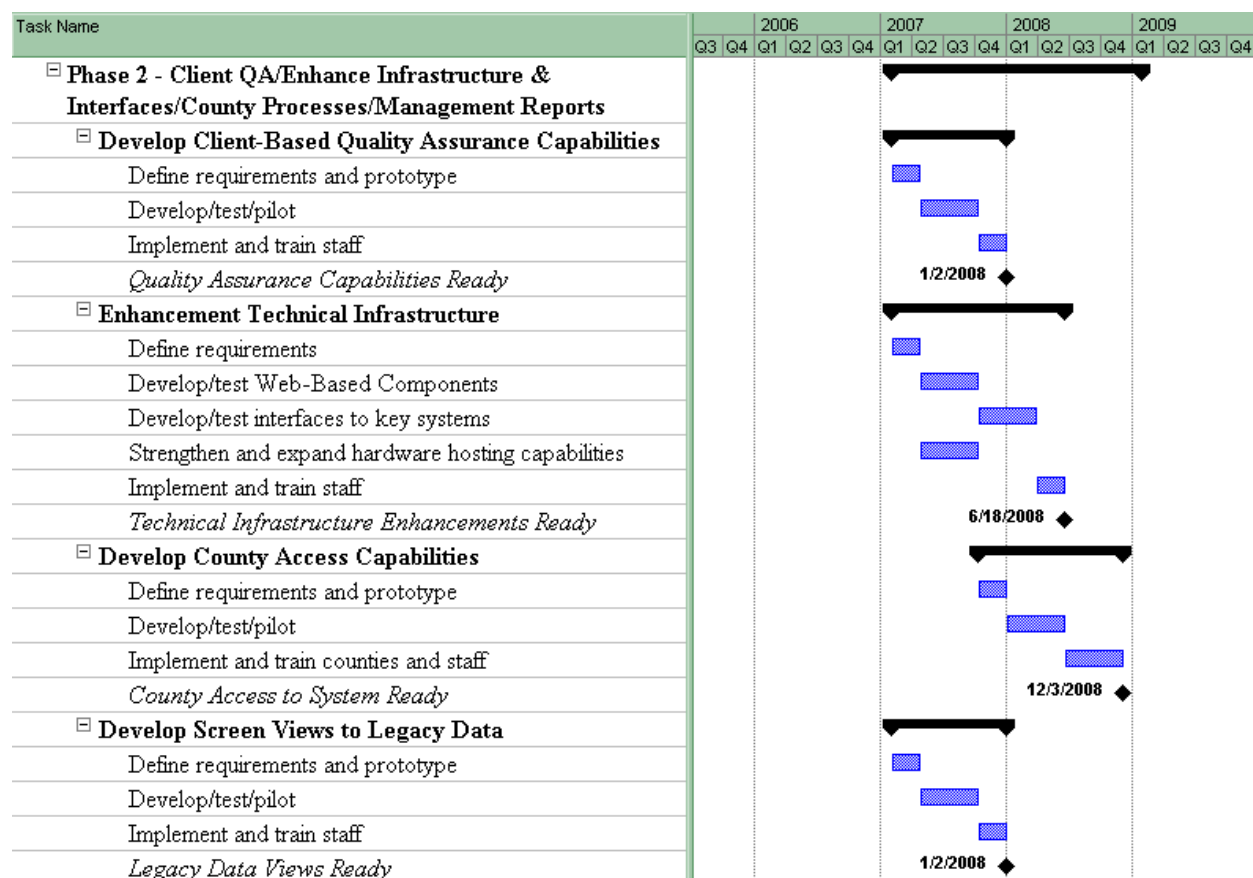 Task Name
2006 2007 2008 2009
Q3 Q4 Q1 Q2 Q3 Q4 Q1 Q2 Q3 Q4 Q1 Q2 Q3 Q4 Q1 Q2 Q3 Q4
Phase 2 - Client QA/Enhance Infrastructure &
Interfaces/County Processes/Management Reports
Develop Client-Based Quality Assurance Capabilities
Define requirements and prototype
Develop/test/pilot
Implement and train staff
Quality Assurance Capabilities Ready 1/2/2008
Enhancement Technical Infrastructure
Define requirements
Develop/test Web-Based Components
Develop/test interfaces to key systems
Strengthen and expand hardware hosting capabilities
Implement and train staff
Technical Infrastructure Enhancements Ready 6/18/2008
Develop County Access Capabilities
Define requirements and prototype
Develop/test/pilot
Implement and train counties and staff
County Access to System Ready 12/3/2008
Develop Screen Views to Legacy Data
Define requirements and prototype
Develop/test/pilot
Implement and train staff
Legacy Data Views Ready 1/2/2008